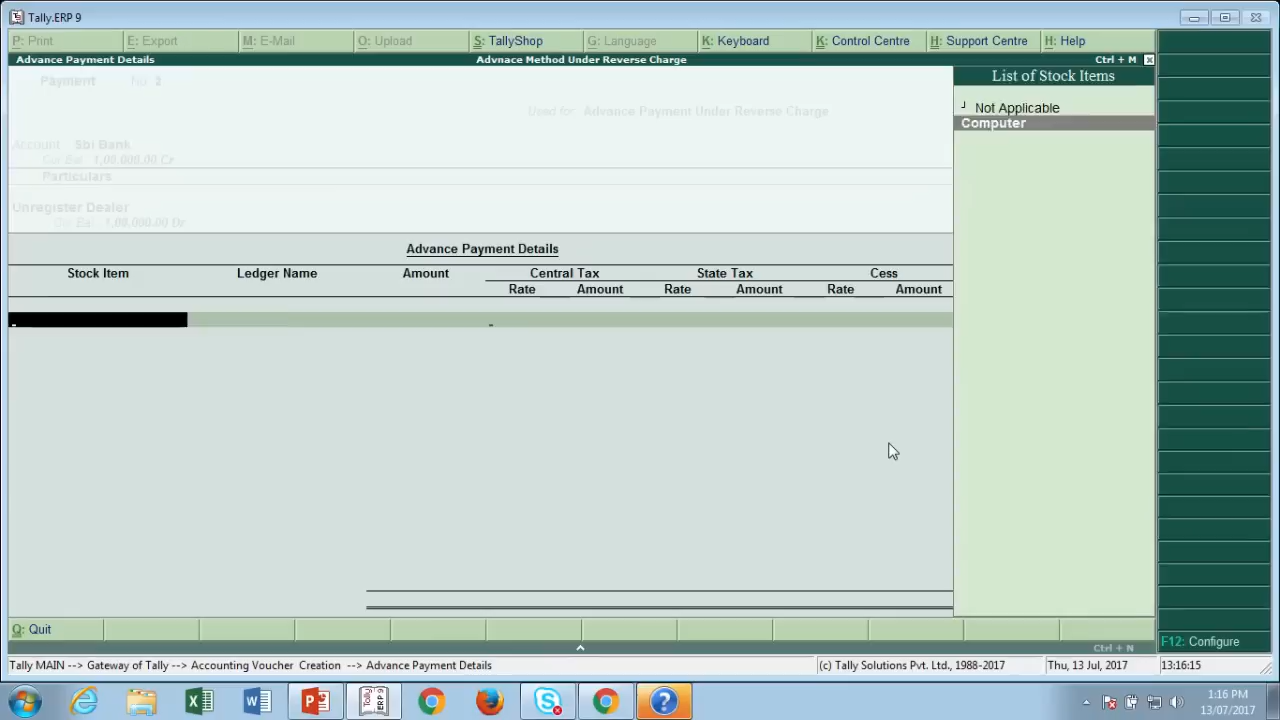 Tally.ERP 9
P: Print E: Export M: E-Mail O: Upload S: TallyShop G: Language K: Keyboard K: Control Centre H: Support Centre H: Help
Advance Payment Details Advnace Method Under Reverse Charge Ctrl + M
List of Stock Items
Payment No. 2
Not Applicable
Used for: Advance Payment Under Reverse Charge
Computer
Account: Sbi Bank
Cur Bal: 1,00,000.00 Cr
Particulars
Unregister Dealer
Cur Bal: 1,00,000.00 Dr
Advance Payment Details
Stock Item Ledger Name Amount Central Tax State Tax Cess
Rate Amount Rate Amount Rate Amount
Q: Quit
F12: Configure
Ctrl + N
Tally MAIN --> Gateway of Tally --> Accounting Voucher Creation --> Advance Payment Details (c) Tally Solutions Pvt. Ltd., 1988-2017 Thu, 13 Jul, 2017 13:16:15
1:16 PM
13/07/2017